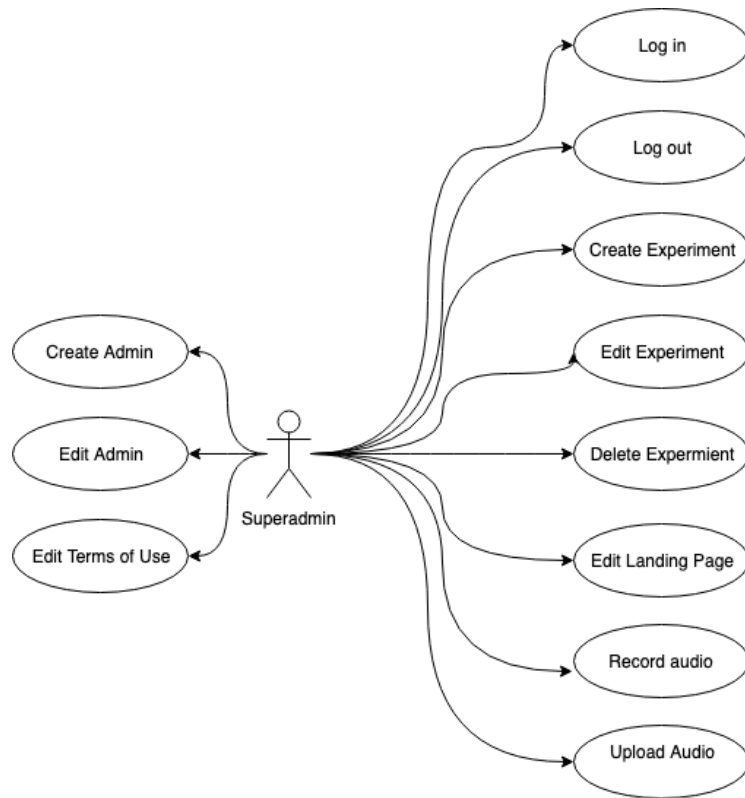 Log in
Log out
Create Experiment
Create Admin
Edit Experiment
Edit Admin
Delete Expermient
Superadmin
Edit Terms of Use
Edit Landing Page
Record audio
Upload Audio